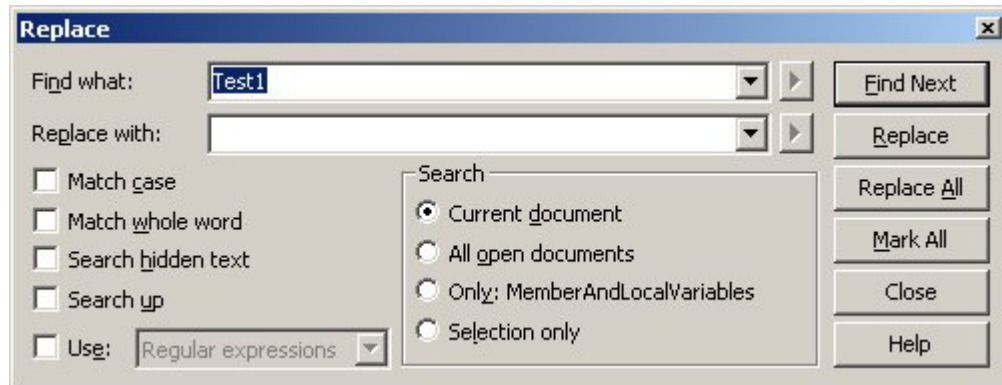 Replace
Find what: Test1 Find Next
Replace with: Replace
Match case Search Replace All
Match whole word Current document Mark All
Search hidden text All open documents
Search up Only: MemberAndLocalVariables Close
Use: Regular expressions Selection only Help